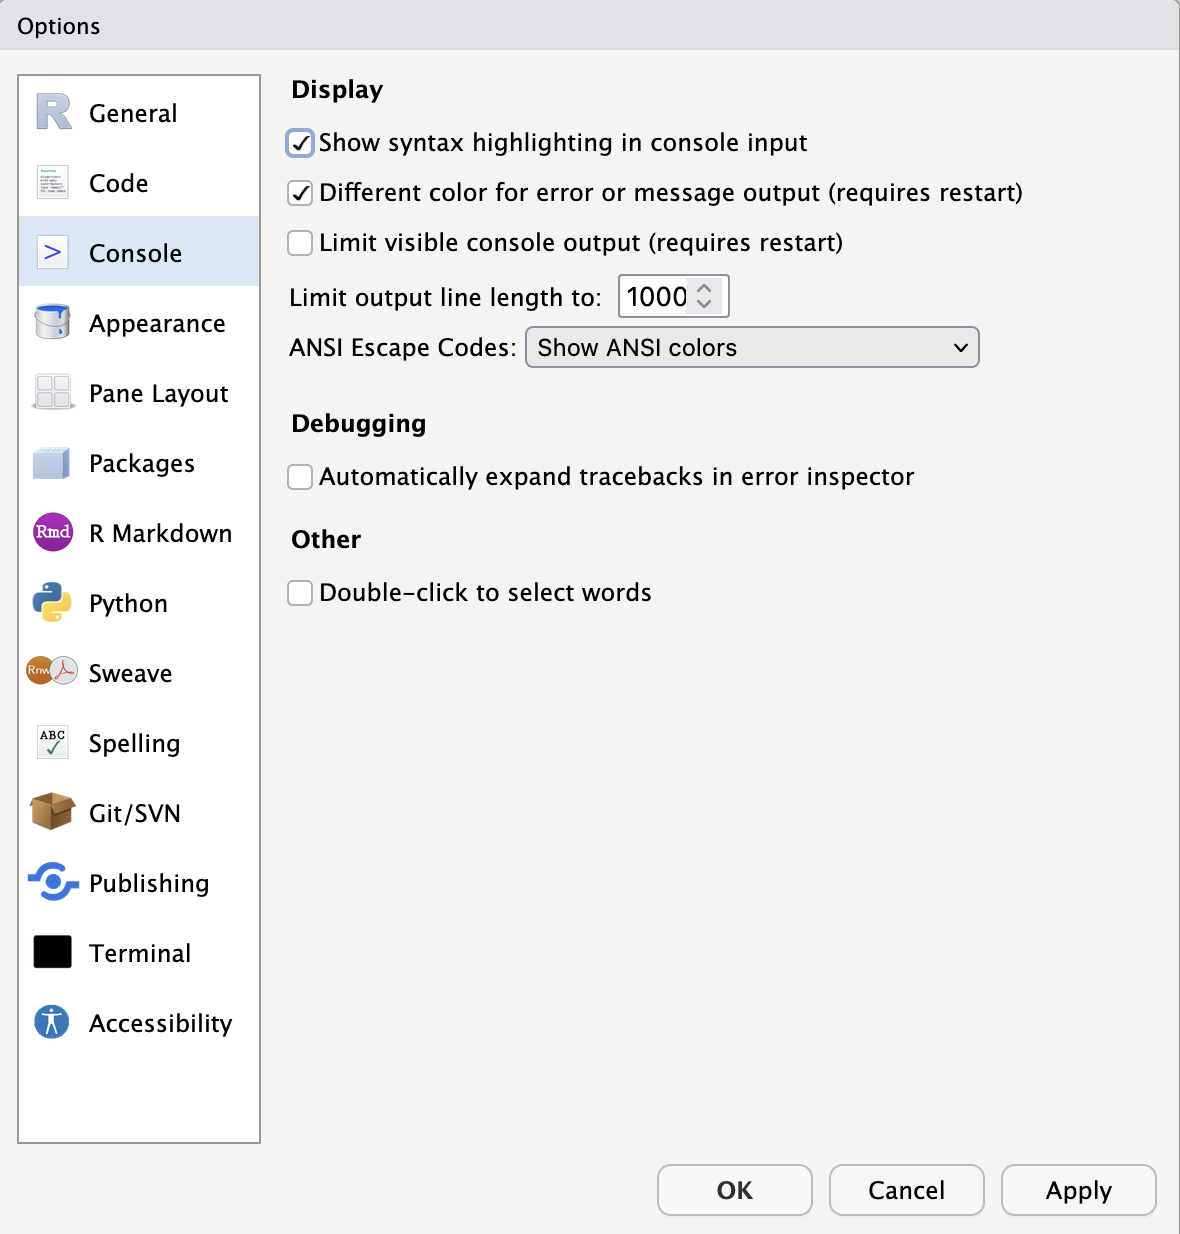 Options
General
Code
Console
Appearance
Pane Layout
Packages
Rmd
R Markdown
Python
Rnw
Sweave
ABC
Spelling
Git/SVN
Publishing
Terminal
Accessibility
Display
Show syntax highlighting in console input
Different color for error or message output (requires restart)
Limit visible console output (requires restart)
Limit output line length to: 1000
ANSI Escape Codes: Show ANSI colors
Debugging
Automatically expand tracebacks in error inspector
Other
Double-click to select words
OK Cancel Apply